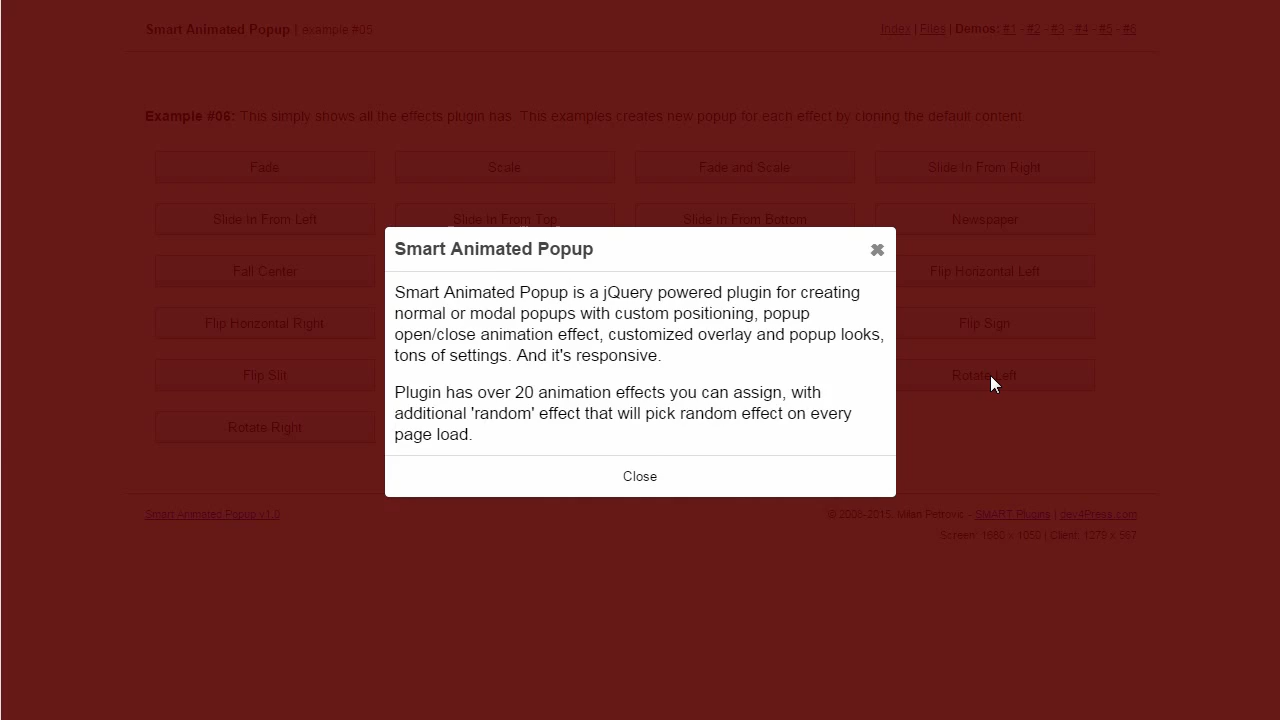 Smart Animated Popup | example #05
Index | Files | Demos: #1 - #2 - #3 - #4 - #5 - #6
Example #06: This simply shows all the effects plugin has. This examples creates new popup for each effect by cloning the default content.
Fade
Scale
Fade and Scale
Slide In From Right
Slide In From Left
Slide In From Top
Slide In From Bottom
Newspaper
Smart Animated Popup
Smart Animated Popup is a jQuery powered plugin for creating
normal or modal popups with custom positioning, popup
open/close animation effect, customized overlay and popup looks,
tons of settings. And it's responsive.
Plugin has over 20 animation effects you can assign, with
additional 'random' effect that will pick random effect on every
page load.
Close
Fall Center
Flip Horizontal Left
Flip Horizontal Right
Flip Sign
Flip Slit
Rotate Left
Rotate Right
Smart Animated Popup v1.0
© 2008-2015, Milan Petrovic - SMART Plugins | dev4Press.com
Screen: 1680 x 1050 | Client: 1279 x 567